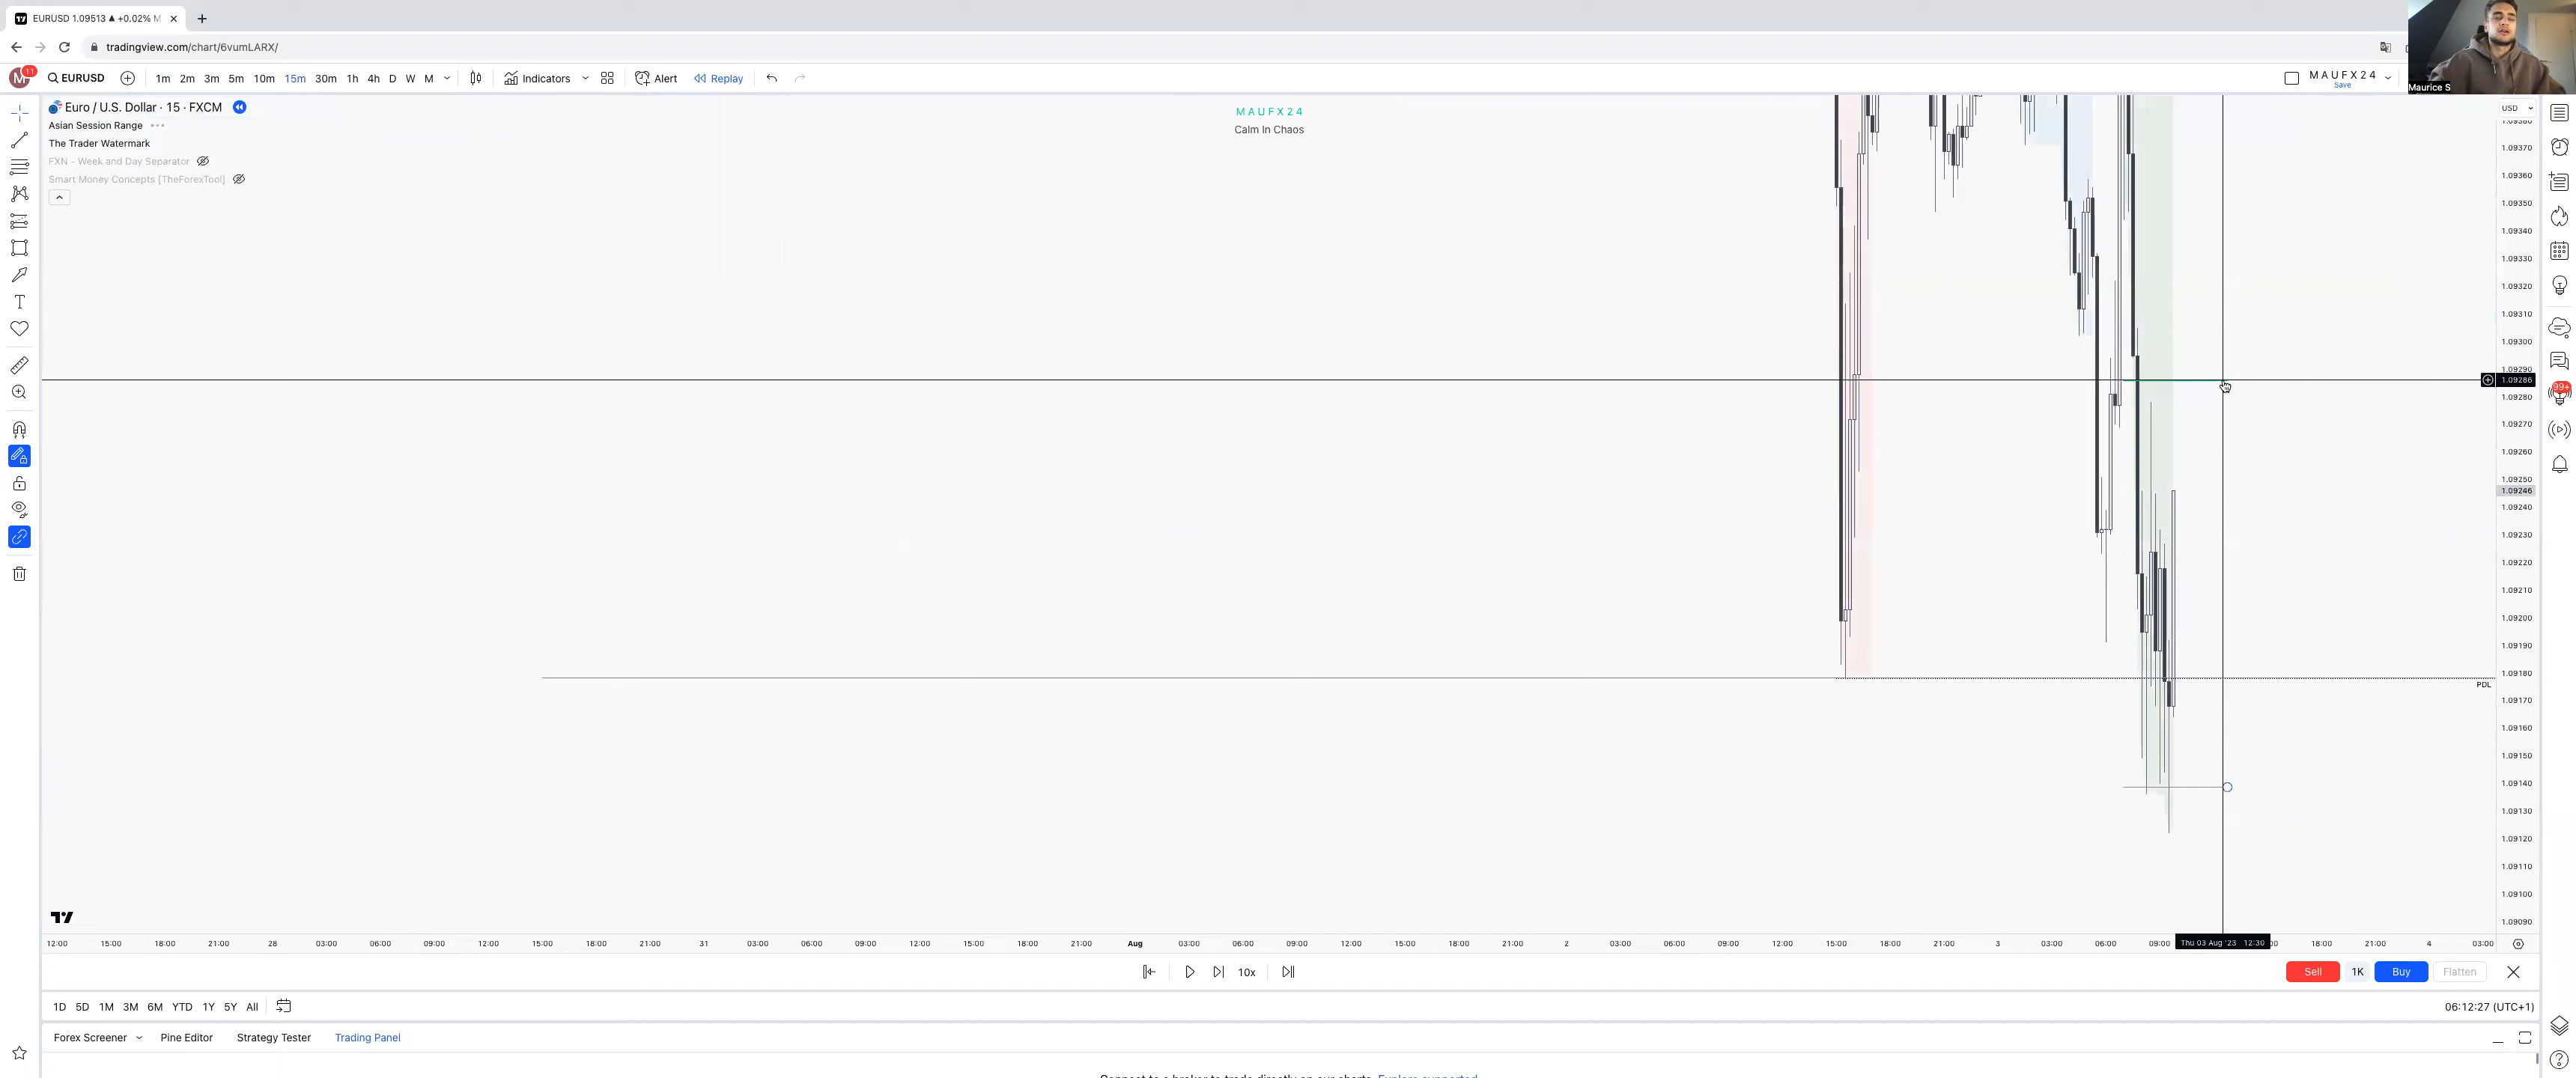 EURUSD 1.09513 ▲ +0.02% M
tradingview.com/chart/6vumLARX/
M 11 EURUSD 1m 2m 3m 5m 10m 15m 30m 1h 4h D W M Indicators Alert Replay MAUFX24
Save
Maurice S
Euro / U.S. Dollar · 15 · FXCM
Asian Session Range
The Trader Watermark
FXN - Week and Day Separator
Smart Money Concepts [TheForexTool]
MAUFX24
Calm In Chaos
USD
1.09380
1.09370
1.09360
1.09350
1.09340
1.09330
1.09320
1.09310
1.09300
1.09290
1.09286
1.09280
1.09270
1.09260
1.09250
1.09246
1.09240
1.09230
1.09220
1.09210
1.09200
1.09190
1.09180
PDL
1.09170
1.09160
1.09150
1.09140
1.09130
1.09120
1.09110
1.09100
1.09090
99+
12:00 15:00 18:00 21:00 28 03:00 06:00 09:00 12:00 15:00 18:00 21:00 31 03:00 06:00 09:00 12:00 15:00 18:00 21:00 Aug 03:00 06:00 09:00 12:00 15:00 18:00 21:00 2 03:00 06:00 09:00 12:00 15:00 18:00 21:00 3 03:00 06:00 09:00 Thu 03 Aug '23 12:30 18:00 21:00 4 03:00
10x
Sell 1K Buy Flatten
1D 5D 1M 3M 6M YTD 1Y 5Y All
06:12:27 (UTC+1)
Forex Screener Pine Editor Strategy Tester Trading Panel